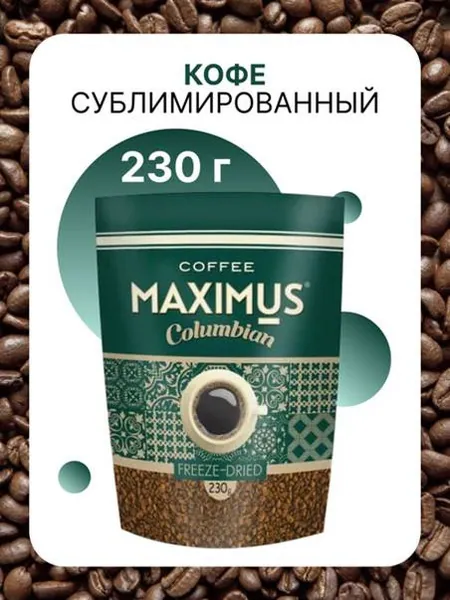 КОФЕ
СУБЛИМИРОВАННЫЙ
230 г
COFFEE
MAXIMUS®
Columbian
FREEZE-DRIED
230g